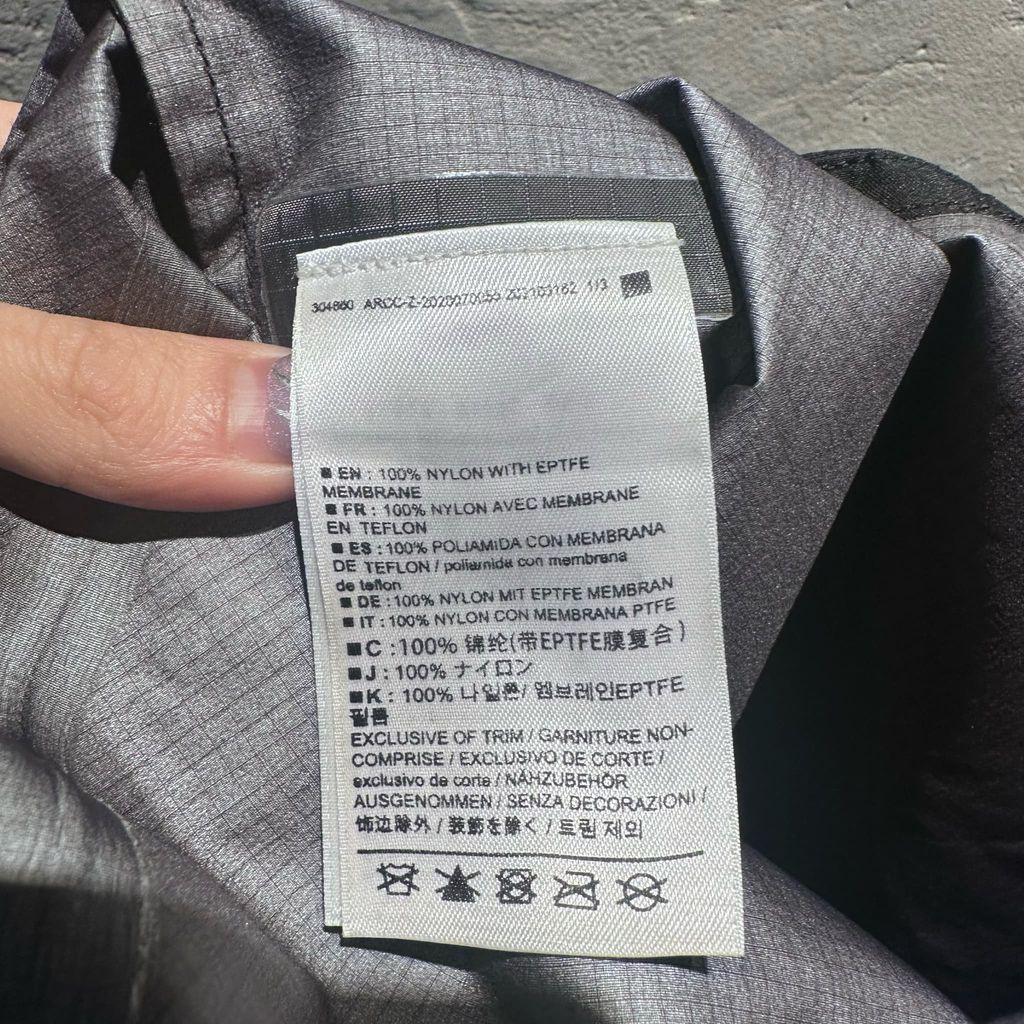 304660 ARCC-Z-2020070055 202103162 1/3
■ EN : 100% NYLON WITH EPTFE
MEMBRANE
■ FR : 100% NYLON AVEC MEMBRANE
EN TEFLON
■ ES : 100% POLIAMIDA CON MEMBRANA
DE TEFLON / poliamida con membrana
de teflon
■ DE : 100% NYLON MIT EPTFE MEMBRAN
■ IT : 100% NYLON CON MEMBRANA PTFE
■ C : 100% 锦纶(带EPTFE膜复合)
■ J : 100% ナイロン
■ K : 100% 나일론/ 멤브레인EPTFE
필름
EXCLUSIVE OF TRIM / GARNITURE NON-
COMPRISE / EXCLUSIVO DE CORTE /
exclusivo de corte / NÄHZUBEHÖR
AUSGENOMMEN / SENZA DECORAZIONI /
饰边除外 / 装飾を除く / 트림 제외